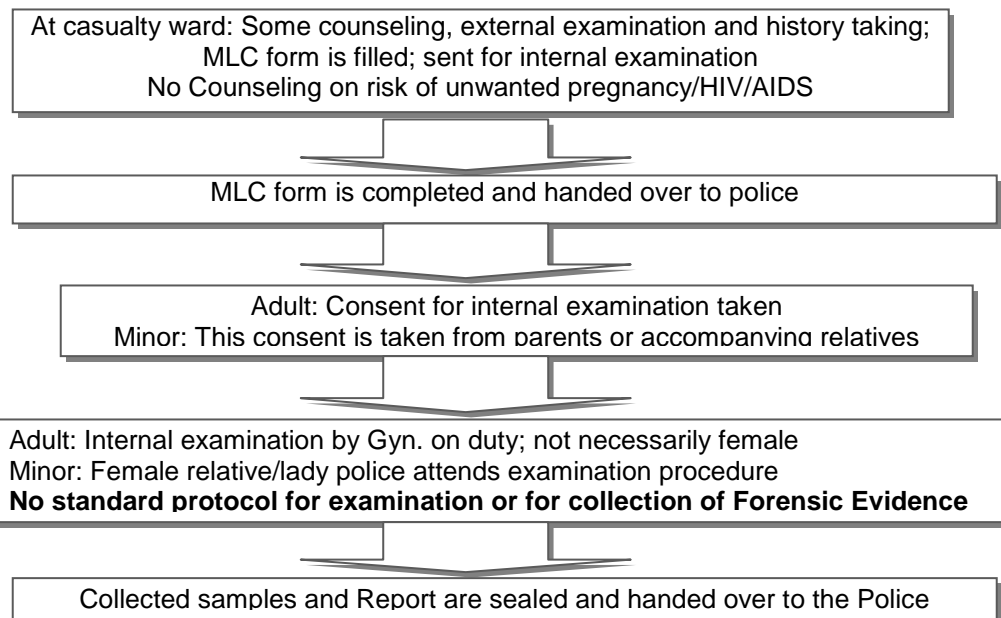 At casualty ward: Some counseling, external examination and history taking;
MLC form is filled; sent for internal examination
No Counseling on risk of unwanted pregnancy/HIV/AIDS
MLC form is completed and handed over to police
Adult: Consent for internal examination taken
Minor: This consent is taken from parents or accompanying relatives
Adult: Internal examination by Gyn. on duty; not necessarily female
Minor: Female relative/lady police attends examination procedure
No standard protocol for examination or for collection of Forensic Evidence
Collected samples and Report are sealed and handed over to the Police